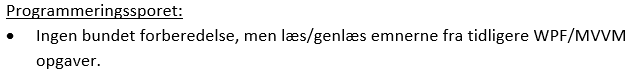 Programmeringssporet:
• Ingen bundet forberedelse, men læs/genlæs emnerne fra tidligere WPF/MVVM
opgaver.